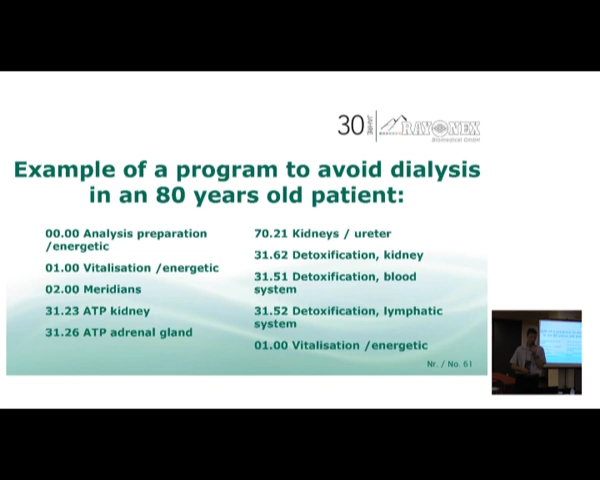 30
RAYONEX
Biomedical GmbH
Example of a program to avoid dialysis
in an 80 years old patient:
00.00 Analysis preparation
/energetic
01.00 Vitalisation /energetic
02.00 Meridians
31.23 ATP kidney
31.26 ATP adrenal gland
70.21 Kidneys / ureter
31.62 Detoxification, kidney
31.51 Detoxification, blood
system
31.52 Detoxification, lymphatic
system
01.00 Vitalisation /energetic
Nr. / No. 61